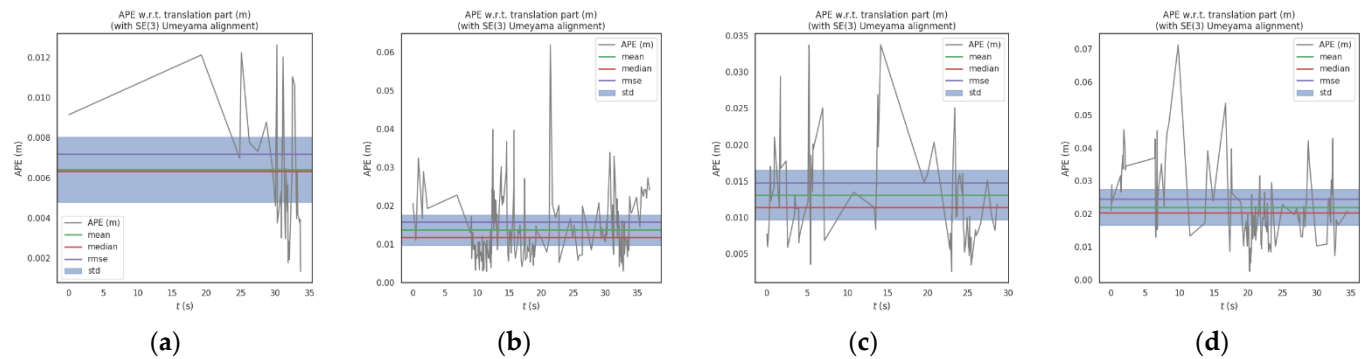 APE w.r.t. translation part (m)
(with SE(3) Umeyama alignment)
0.012
0.010
0.008
0.006
0.004
0.002
APE (m)
APE (m)
mean
median
rmse
std
0 5 10 15 20 25 30 35
t (s)
(a)
APE w.r.t. translation part (m)
(with SE(3) Umeyama alignment)
0.06
0.05
0.04
0.03
0.02
0.01
0.00
APE (m)
APE (m)
mean
median
rmse
std
0 5 10 15 20 25 30 35
t (s)
(b)
APE w.r.t. translation part (m)
(with SE(3) Umeyama alignment)
0.035
0.030
0.025
0.020
0.015
0.010
0.005
APE (m)
APE (m)
mean
median
rmse
std
0 5 10 15 20 25 30
t (s)
(c)
APE w.r.t. translation part (m)
(with SE(3) Umeyama alignment)
0.07
0.06
0.05
0.04
0.03
0.02
0.01
0.00
APE (m)
APE (m)
mean
median
rmse
std
0 5 10 15 20 25 30 35
t (s)
(d)